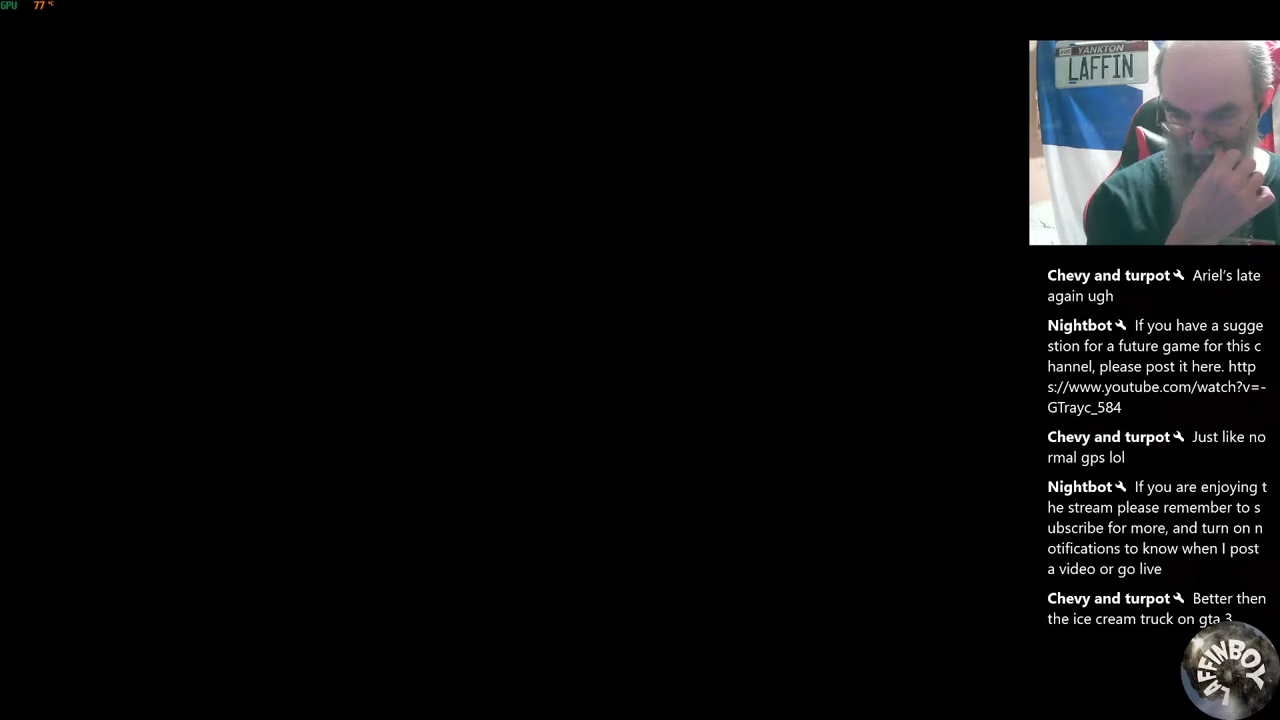 GPU 77 °C
YANKTON
LAFFIN
Chevy and turpot Ariel’s late
again ugh
Nightbot If you have a sugge
stion for a future game for this c
hannel, please post it here. http
s://www.youtube.com/watch?v=-
GTrayc_584
Chevy and turpot Just like no
rmal gps lol
Nightbot If you are enjoying t
he stream please remember to s
ubscribe for more, and turn on n
otifications to know when I post
a video or go live
Chevy and turpot Better then
the ice cream truck on gta 3
LAFFINBOY